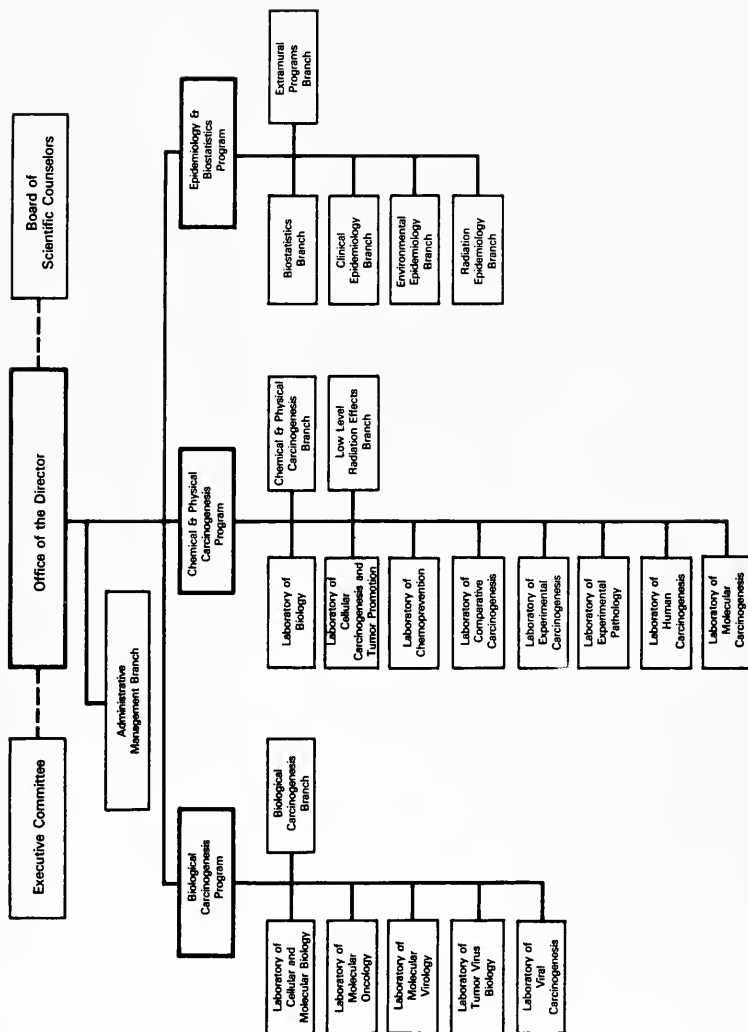 Executive Committee
Office of the Director
Board of
Scientific Counselors
Administrative
Management Branch
Biological
Carcinogenesis
Program
Chemical & Physical
Carcinogenesis
Program
Epidemiology &
Biostatistics
Program
Laboratory of
Cellular and
Molecular Biology
Biological
Carcinogenesis
Branch
Laboratory of
Molecular
Oncology
Laboratory of
Molecular
Virology
Laboratory of
Tumor Virus
Biology
Laboratory of
Viral
Carcinogenesis
Laboratory of
Biology
Chemical & Physical
Carcinogenesis
Branch
Laboratory of
Cellular
Carcinogenesis and
Tumor Promotion
Low Level
Radiation Effects
Branch
Laboratory of
Chemoprevention
Laboratory of
Comparative
Carcinogenesis
Laboratory of
Experimental
Carcinogenesis
Laboratory of
Experimental
Pathology
Laboratory of
Human
Carcinogenesis
Laboratory of
Molecular
Carcinogenesis
Biostatistics
Branch
Extramural
Programs
Branch
Clinical
Epidemiology
Branch
Environmental
Epidemiology
Branch
Radiation
Epidemiology
Branch